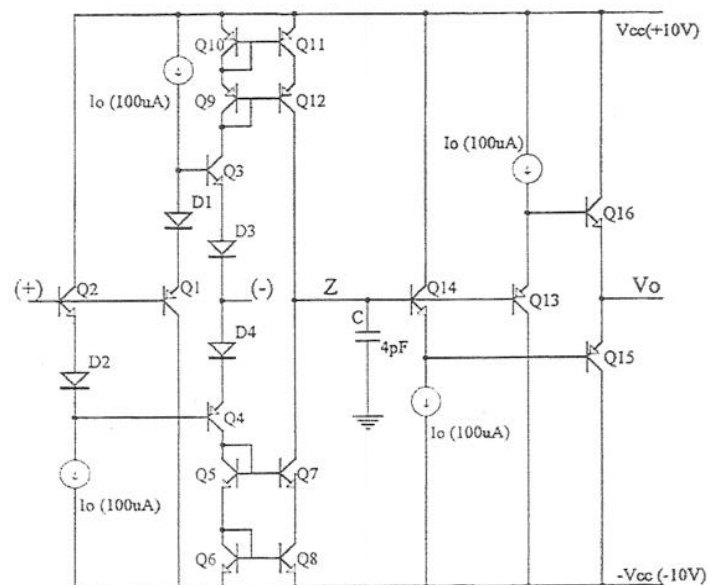 Q10
Q11
Vcc(+10V)
Io (100uA)
Q9
Q12
Io (100uA)
Q3
D1
Q16
D3
(+)
Q2
Q1
(-)
Z
Q14
Q13
Vo
C
4pF
D4
D2
Q15
Q4
Io (100uA)
Io (100uA)
Q5
Q7
Q6
Q8
-Vcc (-10V)